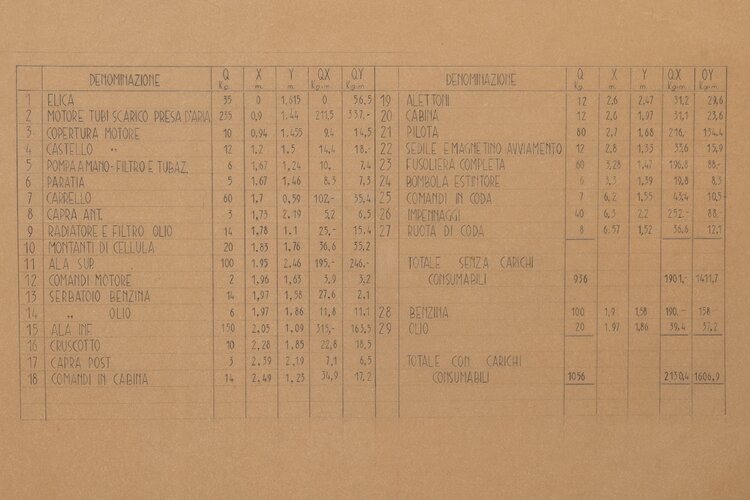 DENOMINAZIONE Q Kg. X m. Y m. QX Kg·m. QY Kg·m.
1 ELICA 35 0 1,615 0 56,5
2 MOTORE TUBI SCARICO PRESA D'ARIA 235 0,9 1.44 211,5 337,-
3 COPERTURA MOTORE 10 0,94 1.455 9,4 14,5
4 CASTELLO " 12 1,2 1.5 14,4 18.-
5 POMPA A MANO-FILTRO E TUBAZ. 6 1,67 1,24 10, 7,4
6 PARATIA 5 1,67 1.46 8,3 7,3
7 CARRELLO 60 1,7 0,59 102,- 35,4
8 CAPRA ANT. 3 1,73 2,19 5,2 6,5
9 RADIATORE E FILTRO OLIO 14 1.78 1.1 25,- 15.4
10 MONTANTI DI CELLULA 20 1.83 1,76 36,6 35,2
11 ALA SUP. 100 1.95 2.46 195,- 246,-
12 COMANDI MOTORE 2 1.96 1,63 3,9 3,2
13 SERBATOIO BENZINA 14 1,97 1.58 27.6 22.1
14 " OLIO 6 1,97 1.86 11,8 11,1
15 ALA INF. 150 2.05 1,09 315,- 163,5
16 CRUSCOTTO 10 2,28 1,85 22,8 18,5
17 CAPRA POST 3 2.39 2,19 7,1 6,5
18 COMANDI IN CABINA 14 2.49 1.23 34,9 17,2
DENOMINAZIONE Q Kg. X m. Y m. QX Kg·m. QY Kg·m.
19 ALETTONI 12 2,6 2,47 31,2 29,6
20 CABINA 12 2,6 1,97 31,1 23,6
21 PILOTA 80 2,7 1,68 216, 134,4
22 SEDILE E MAGNETINO AVVIAMENTO 12 2,8 1,33 33,6 15,9
23 FUSOLIERA COMPLETA 60 3,28 1,47 196,8 88,-
24 BOMBOLA ESTINTORE 6 3,3 1,39 19,8 8,3
25 COMANDI IN CODA 7 6,2 1,55 43,4 10,5
26 IMPENNAGGI 40 6,3 2,2 252,- 88.-
27 RUOTA DI CODA 8 6.57 1,52 36,6 12,1
TOTALE SENZA CARICHI
CONSUMABILI 936 1901,- 1411,7
28 BENZINA 100 1,9 1,58 190,- 158-
29 OLIO 20 1.97 1,86 39,4 37,2
TOTALE CON CARICHI
CONSUMABILI 1056 2130,4 1606,9